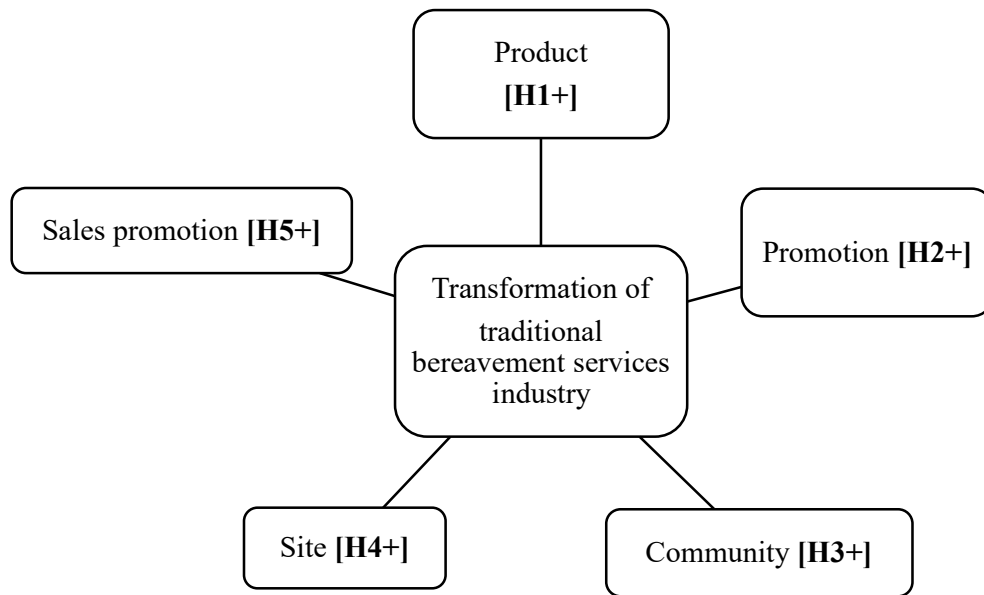 Product
[H1+]
Sales promotion [H5+]
Promotion [H2+]
Transformation of
traditional
bereavement services
industry
Site [H4+]
Community [H3+]